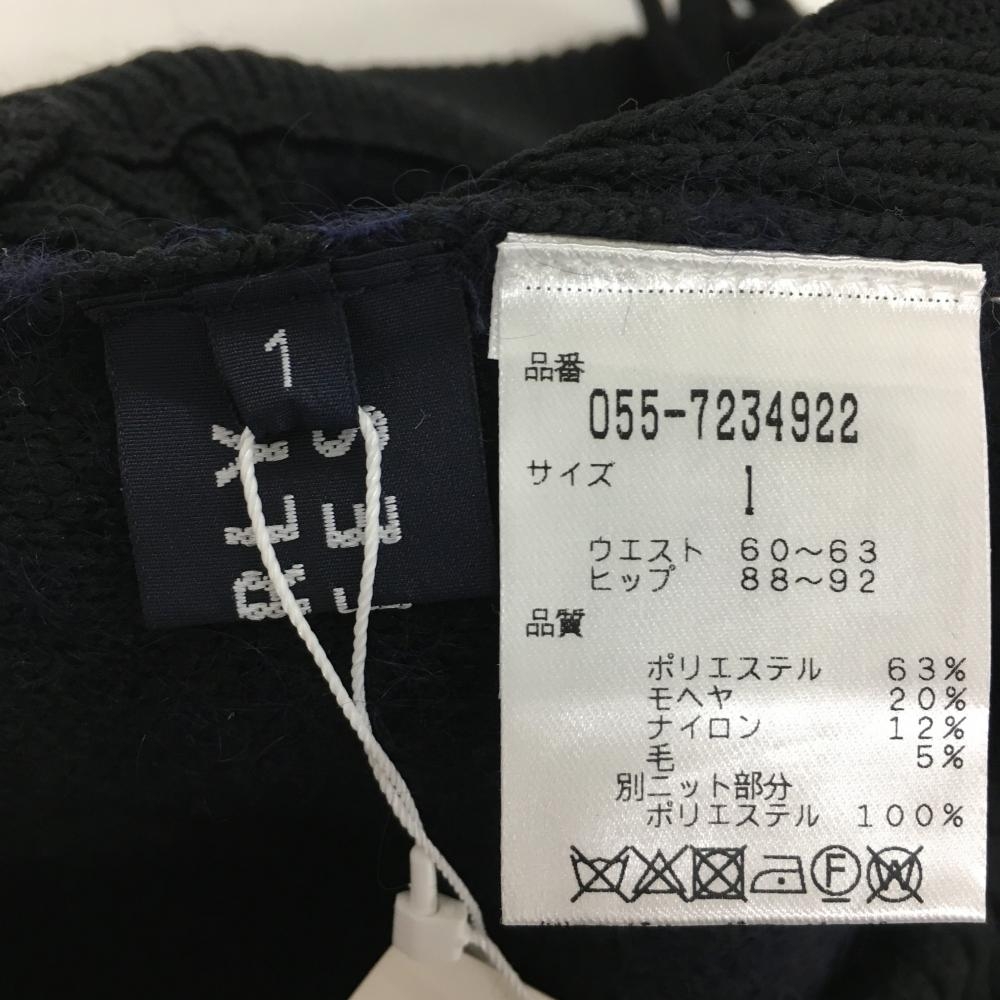 1
品番
055-7234922
サイズ 1
ウエスト 60～63
ヒップ 88～92
品質
ポリエステル 63%
モヘヤ 20%
ナイロン 12%
毛 5%
別ニット部分
ポリエステル 100%
F W